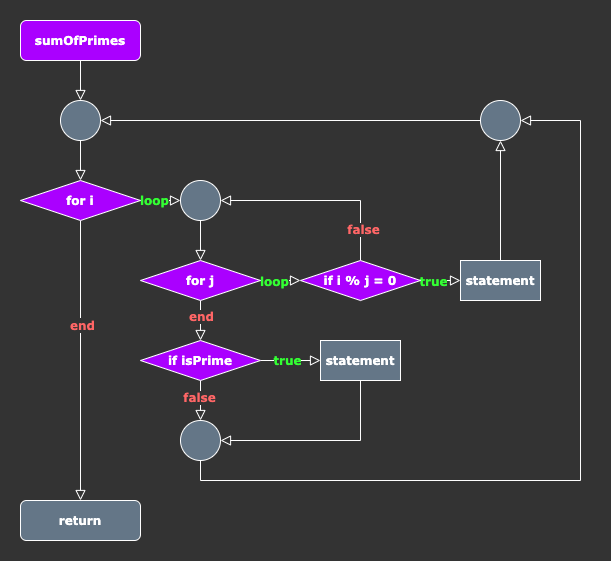 sumOfPrimes
for i
loop
false
for j
loop
if i % j = 0
true
statement
end
end
if isPrime
true
statement
false
return